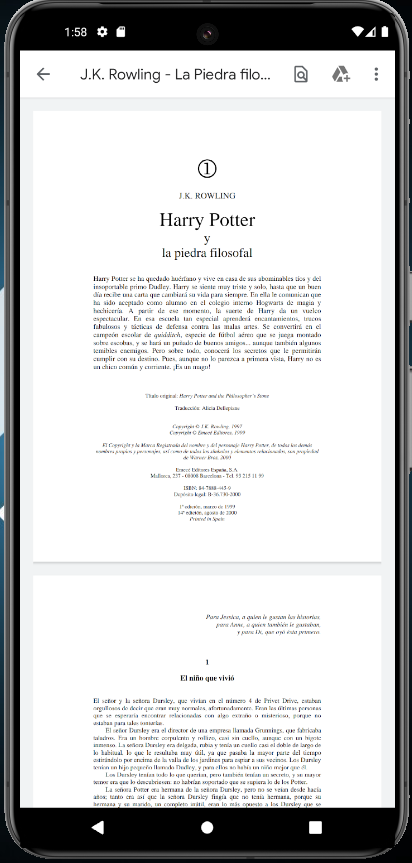 1:58
J.K. Rowling - La Piedra filo...
1
J.K. ROWLING
Harry Potter
y
la piedra filosofal
Harry Potter se ha quedado huérfano y vive en casa de sus abominables tíos y del
insoportable primo Dudley. Harry se siente muy triste y solo, hasta que un buen
día recibe una carta que cambiará su vida para siempre. En ella le comunican que
ha sido aceptado como alumno en el colegio interno Hogwarts de magia y
hechicería. A partir de ese momento, la suerte de Harry da un vuelco
espectacular. En esa escuela tan especial aprenderá encantamientos, trucos
fabulosos y tácticas de defensa contra las malas artes. Se convertirá en el
campeón escolar de quidditch, especie de fútbol aéreo que se juega montado
sobre escobas, y se hará un puñado de buenos amigos... aunque también algunos
temibles enemigos. Pero sobre todo, conocerá los secretos que le permitirán
cumplir con su destino. Pues, aunque no lo parezca a primera vista, Harry no es
un chico común y corriente. ¡Es un mago!
Título original: Harry Potter and the Philosopher's Stone
Traducción: Alicia Dellepiane
Copyright © J.K. Rowling, 1997
Copyright © Emecé Editores, 1999
El Copyright y la Marca Registrada del nombre y del personaje Harry Potter, de todos los demás
nombres propios y personajes, así como de todos los símbolos y elementos relacionados, son propiedad
de Warner Bros, 2000
Emecé Editores España, S.A.
Mallorca, 237 - 08008 Barcelona - Tel. 93 215 11 99
ISBN: 84-7888-445-9
Depósito legal: B-36.730-2000
1ª edición, marzo de 1999
14ª edición, agosto de 2000
Printed in Spain
Para Jessica, a quien le gustan las historias
para Anne, a quien también le gustaban,
y para Di, que oyó ésta primero.
1
El niño que vivió
El señor y la señora Dursley, que vivían en el número 4 de Privet Drive, estaban
orgullosos de decir que eran muy normales, afortunadamente. Eran las últimas personas
que se esperaría encontrar relacionadas con algo extraño o misterioso, porque no
estaban para tales tonterías.
El señor Dursley era el director de una empresa llamada Grunnings, que fabricaba
taladros. Era un hombre corpulento y rollizo, casi sin cuello, aunque con un bigote
inmenso. La señora Dursley era delgada, rubia y tenía un cuello casi el doble de largo de
lo habitual, lo que le resultaba muy útil, ya que pasaba la mayor parte del tiempo
estirándolo por encima de la valla de los jardines para espiar a sus vecinos. Los Dursley
tenían un hijo pequeño llamado Dudley, y para ellos no había un niño mejor que él.
Los Dursley tenían todo lo que querían, pero también tenían un secreto, y su mayor
temor era que lo descubriesen: no habrían soportado que se supiera lo de los Potter.
La señora Potter era hermana de la señora Dursley, pero no se veían desde hacía
años; tanto era así que la señora Dursley fingía que no tenía hermana, porque su
hermana y su marido, un completo inútil, eran lo más opuesto a los Dursley que se